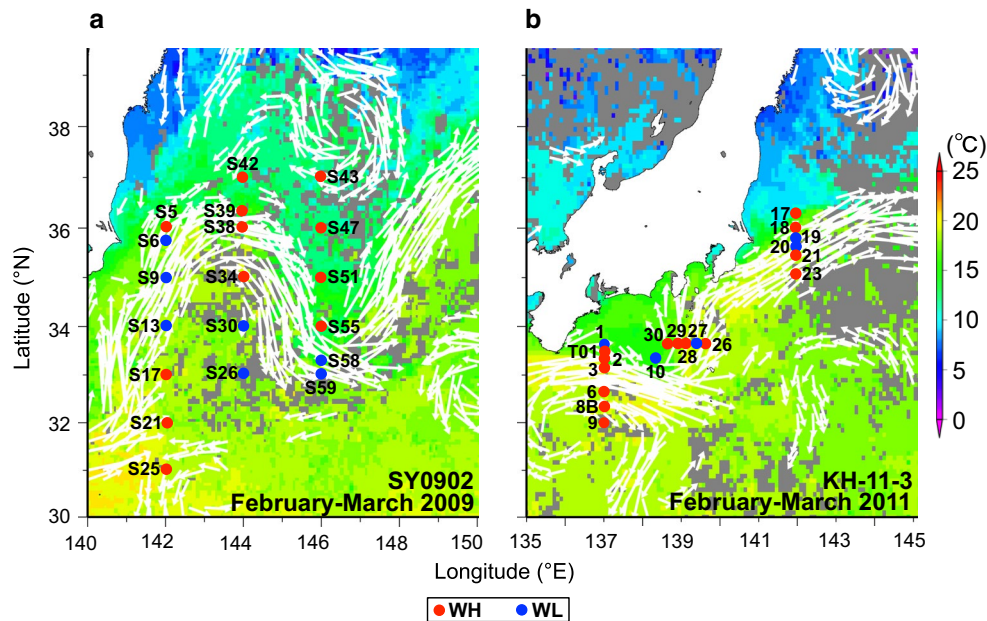 a
b
Latitude (°N)
38
36
34
32
30
S42
S43
S5
S39
S6
S38
S47
S9
S34
S51
S13
S30
S55
S58
S17
S26
S59
S21
S25
SY0902
February-March 2009
140
142
144
146
148
150
17
18
19
20
21
23
1
30
29
27
T01
2
28
26
3
10
6
8B
9
KH-11-3
February-March 2011
135
137
139
141
143
145
(°C)
25
20
15
10
5
0
Longitude (°E)
WH
WL